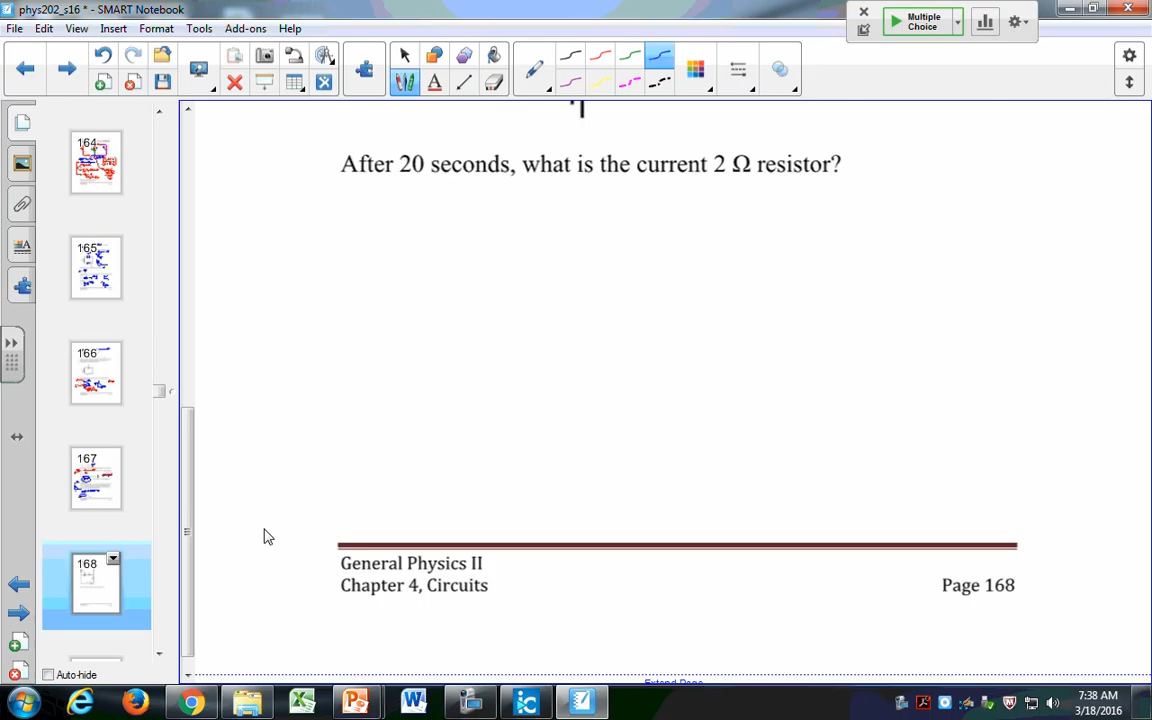 phys202_s16 * - SMART Notebook
File Edit View Insert Format Tools Add-ons Help
Multiple
Choice
164
165
166
167
168
After 20 seconds, what is the current 2 Ω resistor?
General Physics II
Chapter 4, Circuits
Page 168
Extend Page
Auto-hide
7:38 AM
3/18/2016